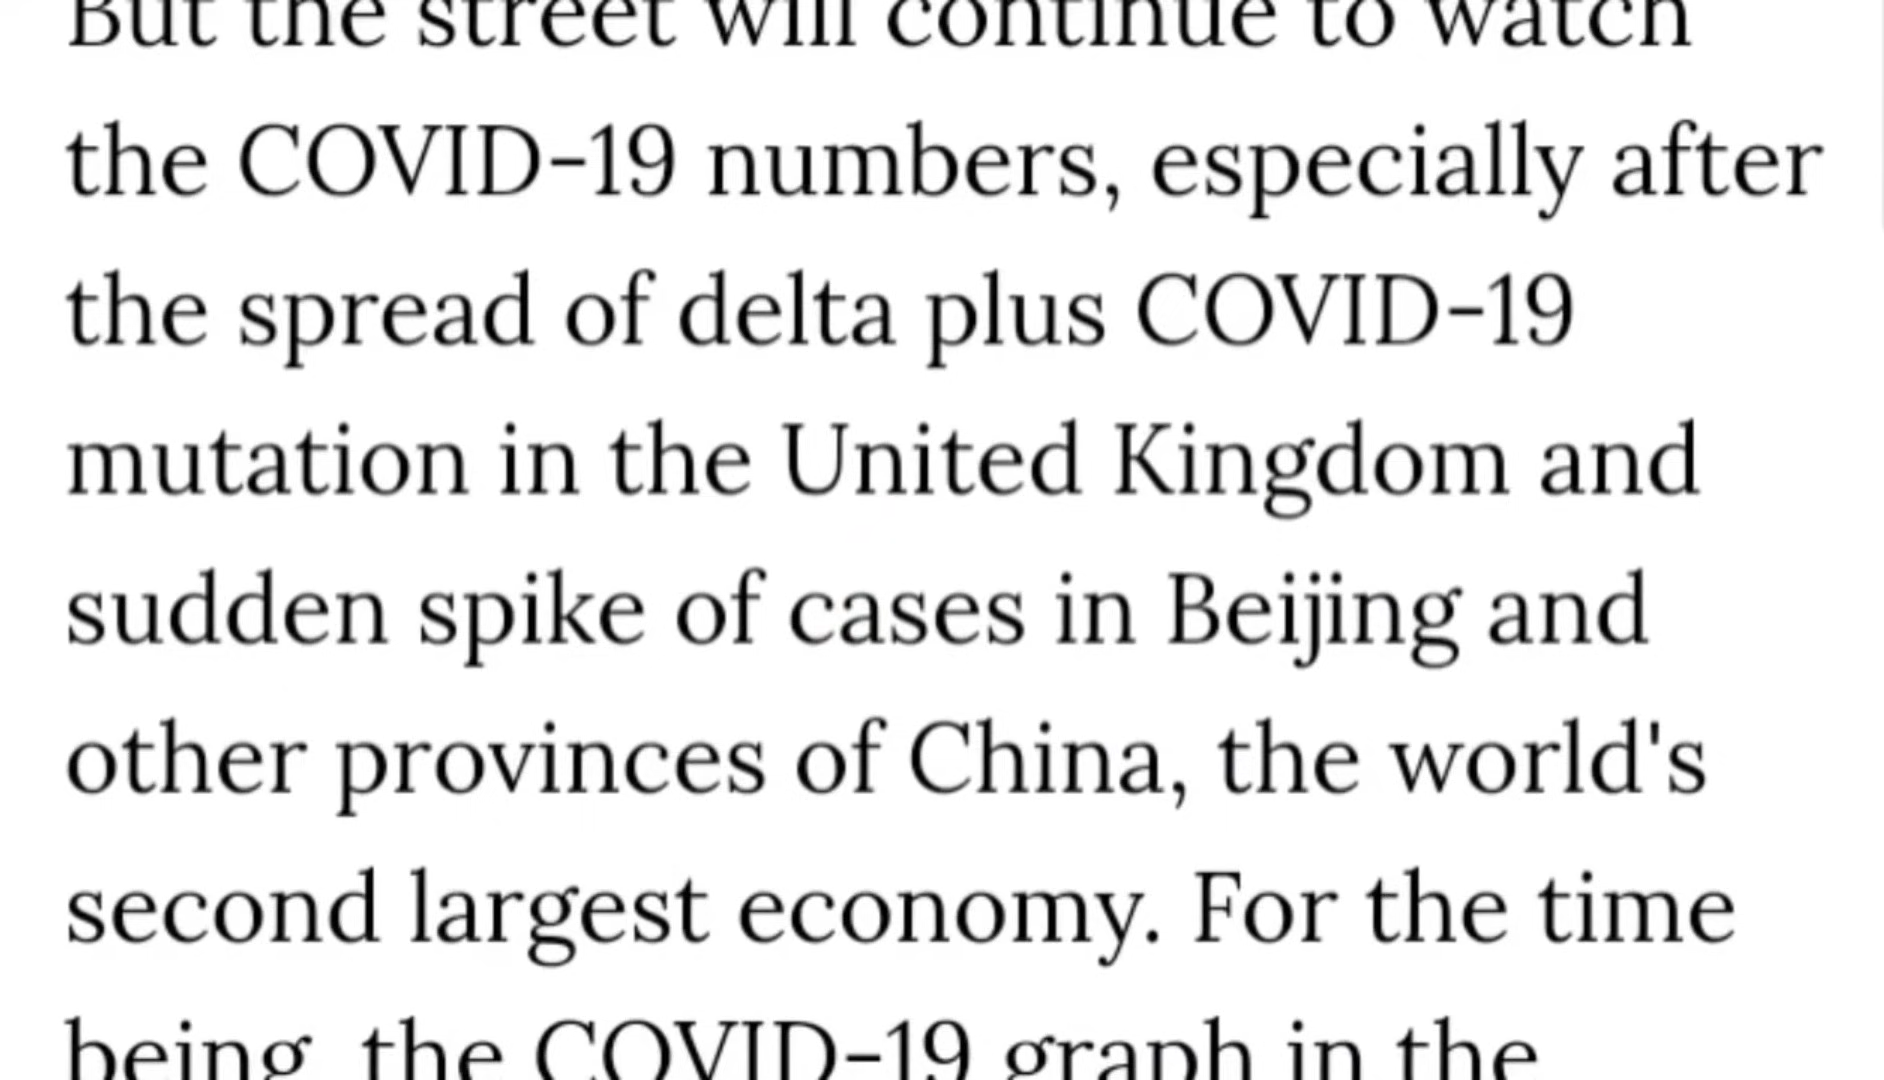 But the street will continue to watch
the COVID-19 numbers, especially after
the spread of delta plus COVID-19
mutation in the United Kingdom and
sudden spike of cases in Beijing and
other provinces of China, the world's
second largest economy. For the time
being, the COVID-19 graph in the